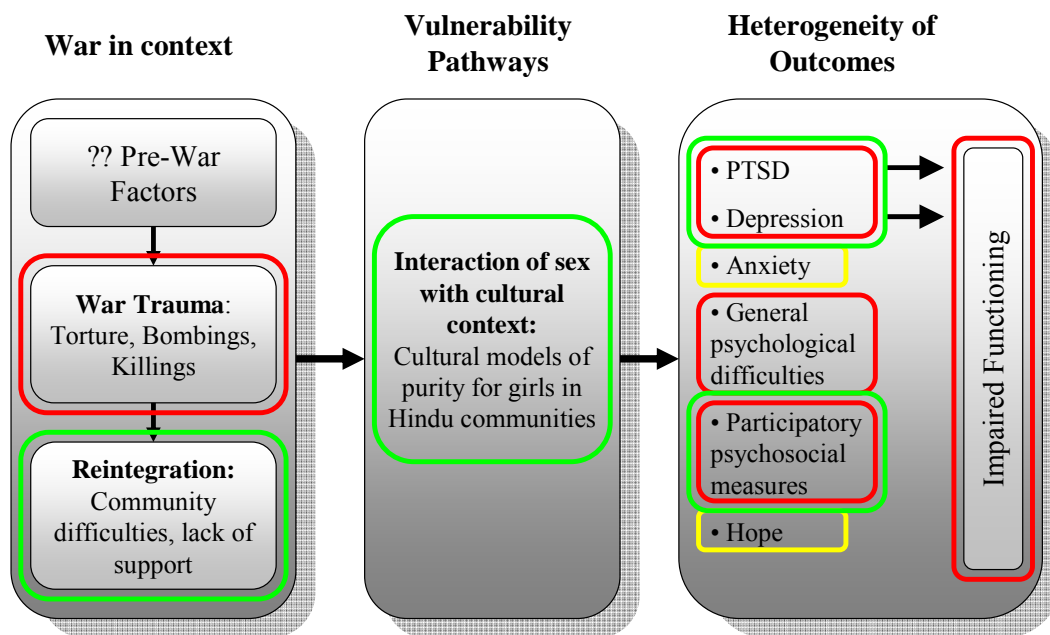 War in context
?? Pre-War
Factors
War Trauma:
Torture, Bombings,
Killings
Reintegration:
Community
difficulties, lack of
support
Vulnerability
Pathways
Interaction of sex
with cultural
context:
Cultural models of
purity for girls in
Hindu communities
Heterogeneity of
Outcomes
• PTSD
• Depression
• Anxiety
• General
psychological
difficulties
• Participatory
psychosocial
measures
• Hope
Impaired Functioning